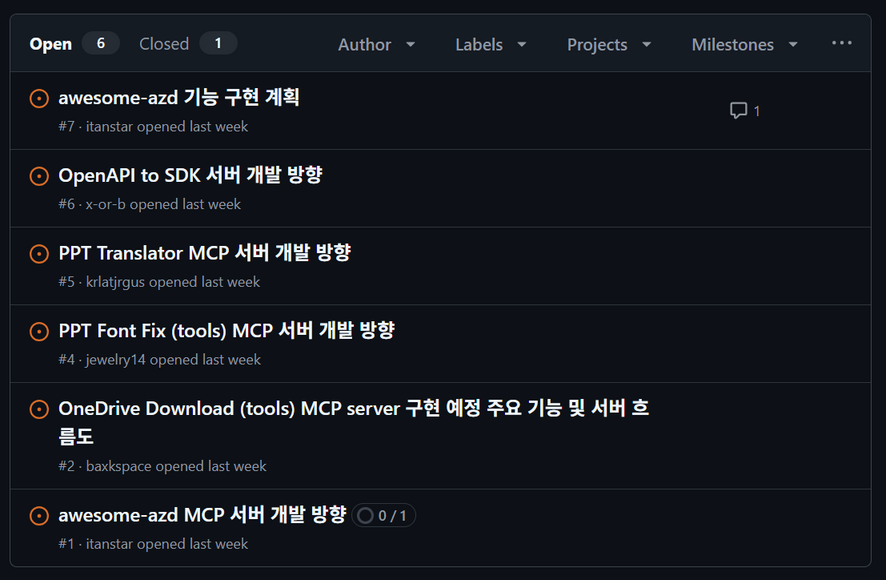 Open 6 Closed 1 Author Labels Projects Milestones
awesome-azd 기능 구현 계획
1
#7 · itanstar opened last week
OpenAPI to SDK 서버 개발 방향
#6 · x-or-b opened last week
PPT Translator MCP 서버 개발 방향
#5 · krlatjrgus opened last week
PPT Font Fix (tools) MCP 서버 개발 방향
#4 · jewelry14 opened last week
OneDrive Download (tools) MCP server 구현 예정 주요 기능 및 서버 흐
름도
#2 · baxkspace opened last week
awesome-azd MCP 서버 개발 방향 0 / 1
#1 · itanstar opened last week